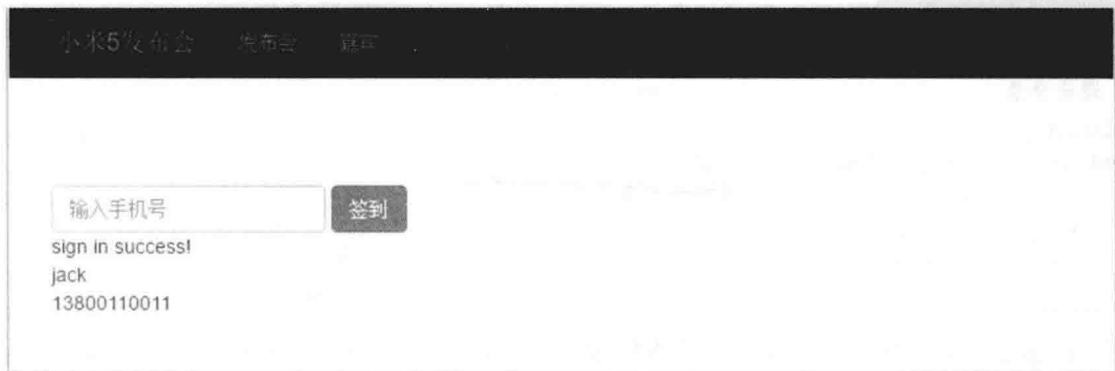 小米5发布会 发布会 嘉宾
输入手机号 签到
sign in success!
jack
13800110011